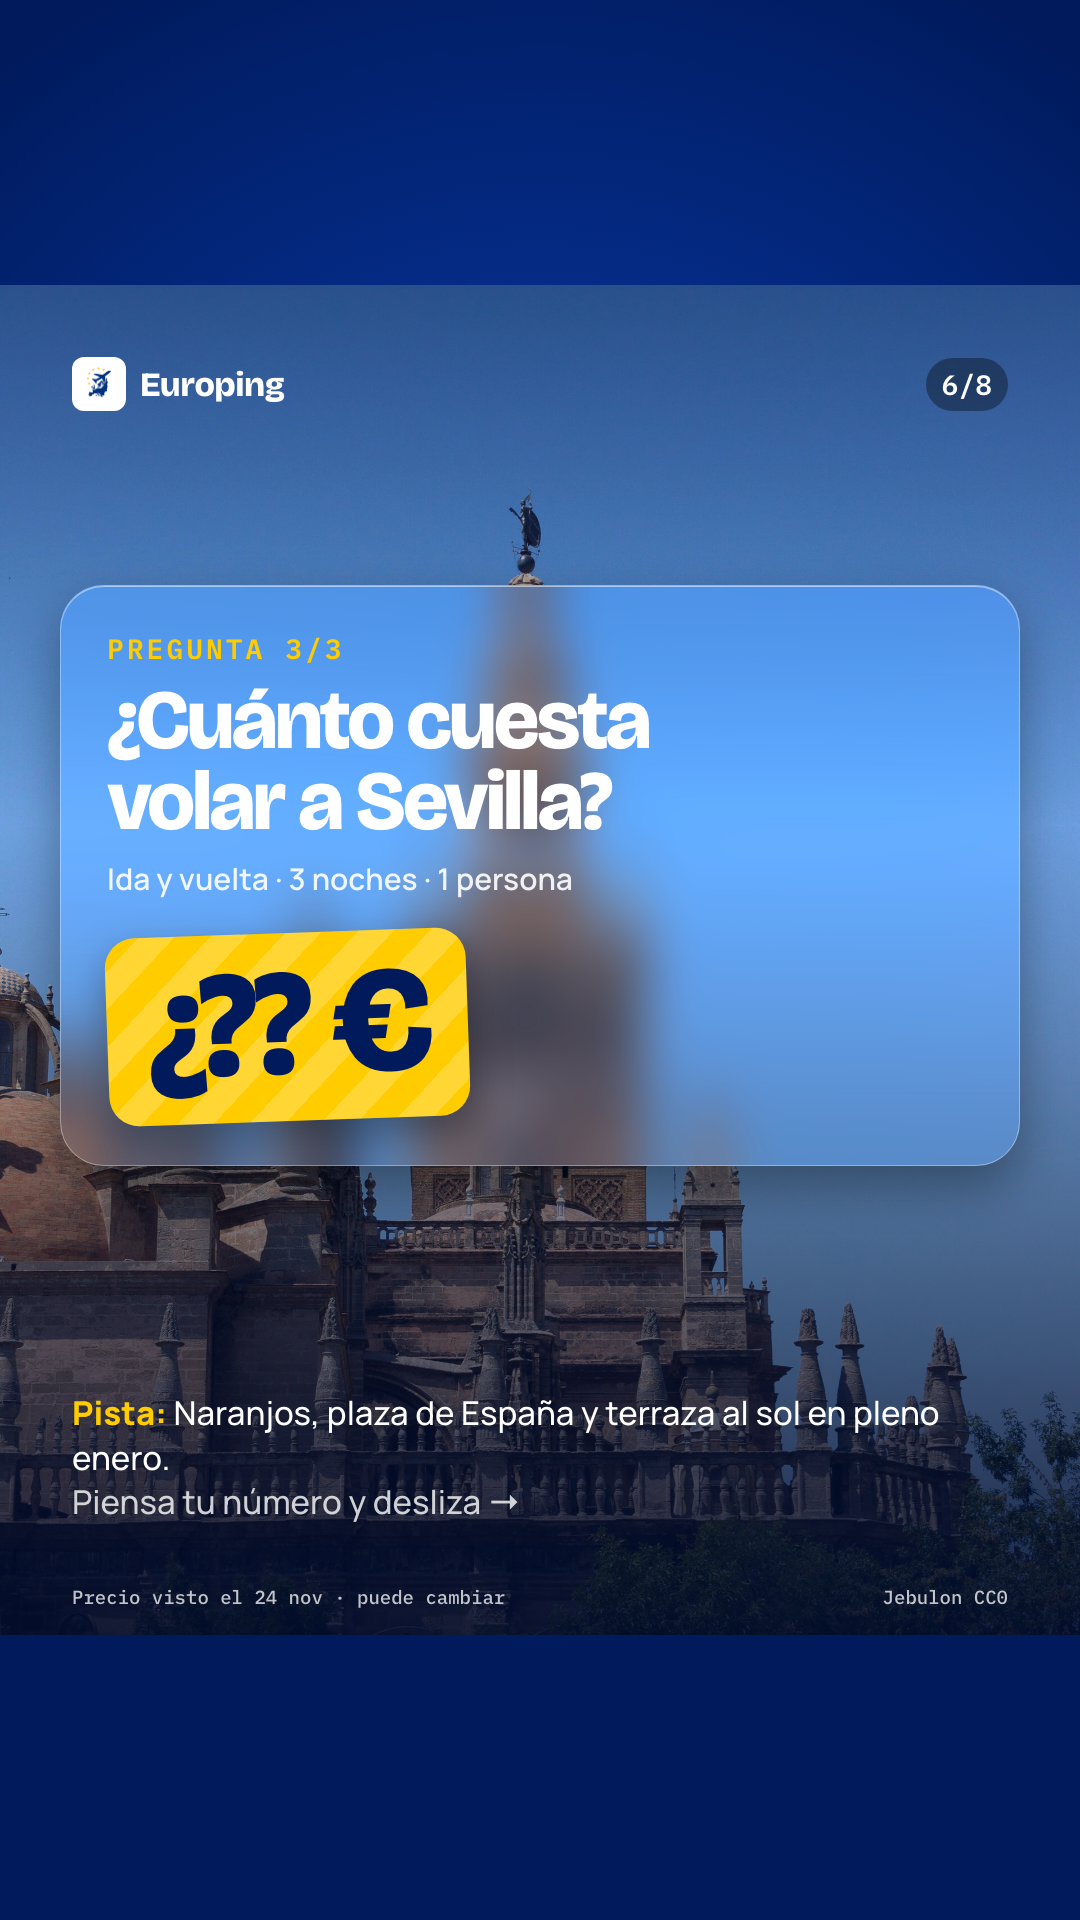 Europing
6/8
PREGUNTA 3/3
¿Cuánto cuesta
volar a Sevilla?
Ida y vuelta · 3 noches · 1 persona
¿?? €
Pista: Naranjos, plaza de España y terraza al sol en pleno
enero.
Piensa tu número y desliza →
Precio visto el 24 nov · puede cambiar
Jebulon CC0